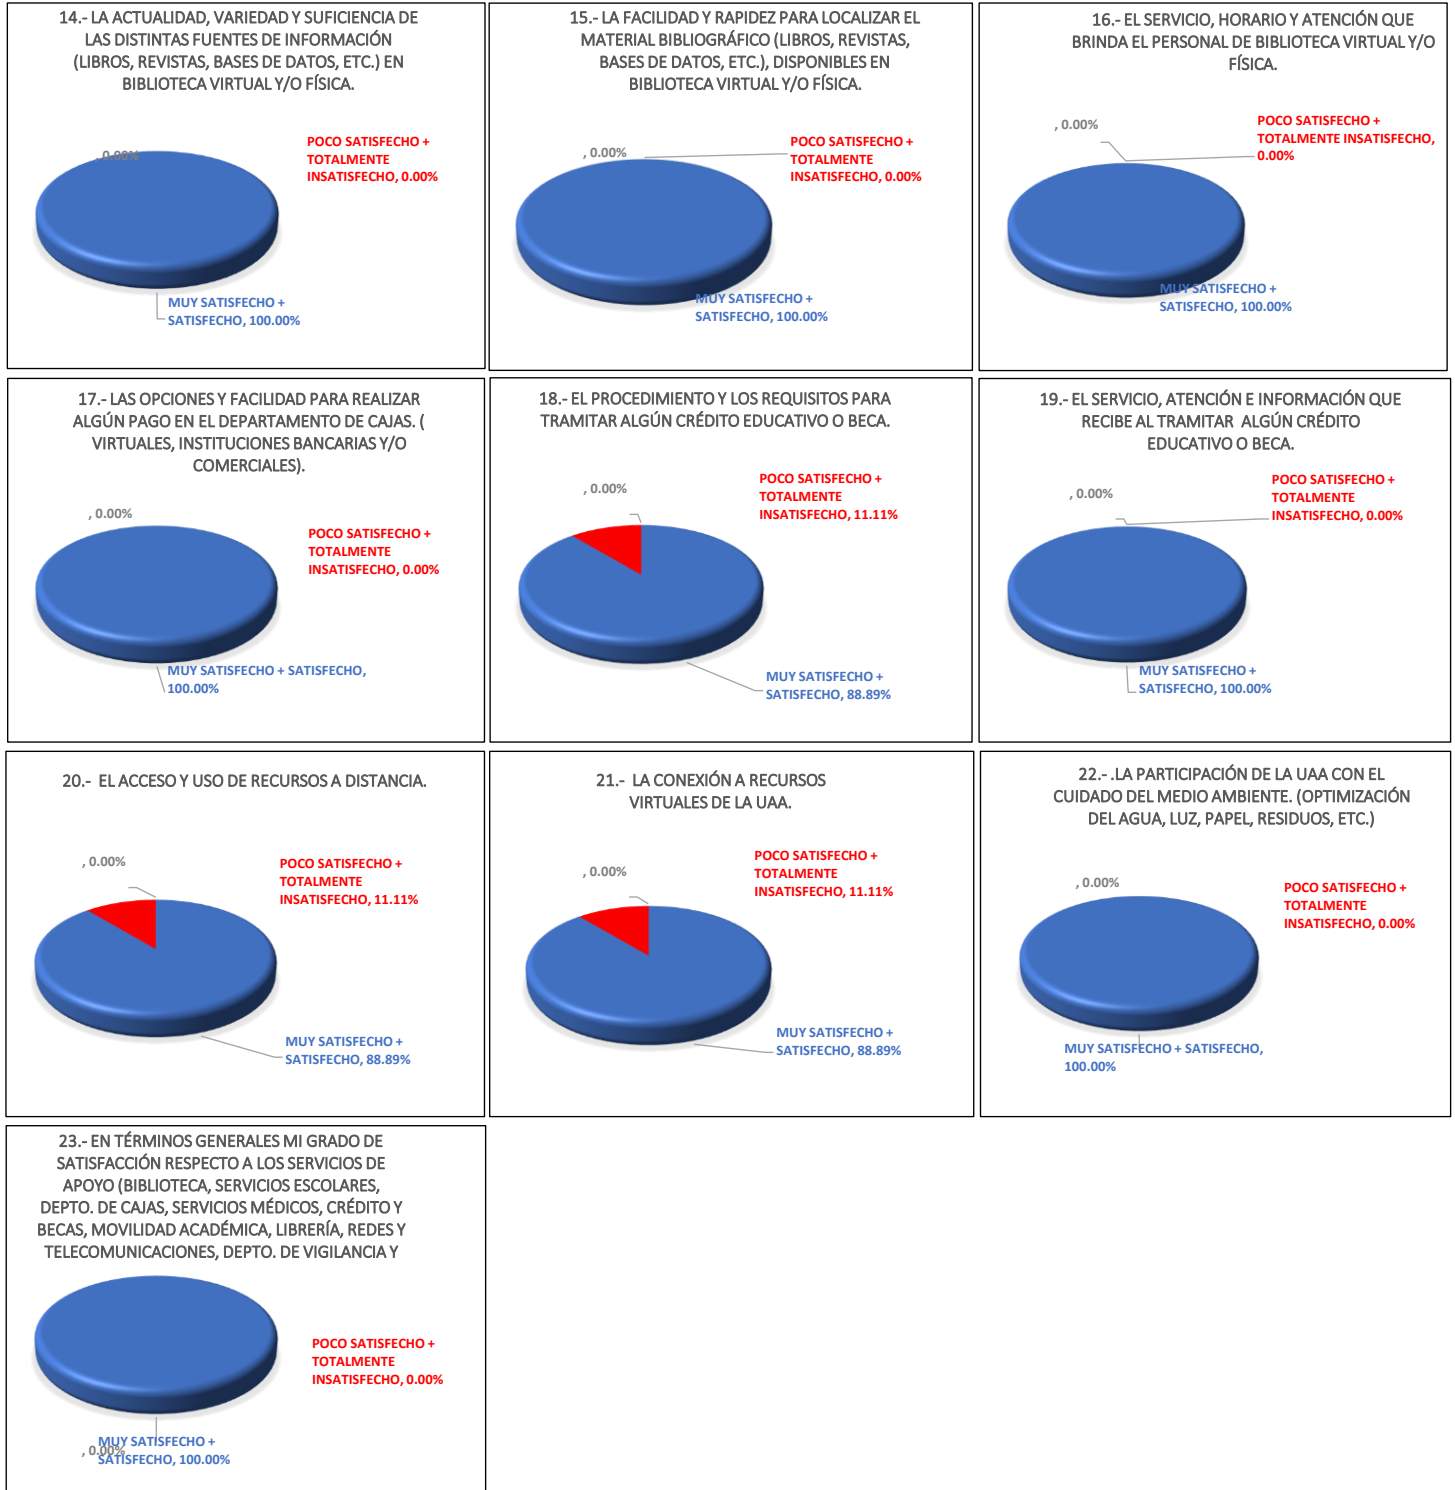 14.- LA ACTUALIDAD, VARIEDAD Y SUFICIENCIA DE
LAS DISTINTAS FUENTES DE INFORMACIÓN
(LIBROS, REVISTAS, BASES DE DATOS, ETC.) EN
BIBLIOTECA VIRTUAL Y/O FÍSICA.
, 0.00%
POCO SATISFECHO +
TOTALMENTE
INSATISFECHO, 0.00%
MUY SATISFECHO +
SATISFECHO, 100.00%
15.- LA FACILIDAD Y RAPIDEZ PARA LOCALIZAR EL
MATERIAL BIBLIOGRÁFICO (LIBROS, REVISTAS,
BASES DE DATOS, ETC.), DISPONIBLES EN
BIBLIOTECA VIRTUAL Y/O FÍSICA.
, 0.00%
POCO SATISFECHO +
TOTALMENTE
INSATISFECHO, 0.00%
MUY SATISFECHO +
SATISFECHO, 100.00%
16.- EL SERVICIO, HORARIO Y ATENCIÓN QUE
BRINDA EL PERSONAL DE BIBLIOTECA VIRTUAL Y/O
FÍSICA.
, 0.00%
POCO SATISFECHO +
TOTALMENTE INSATISFECHO,
0.00%
MUY SATISFECHO +
SATISFECHO, 100.00%
17.- LAS OPCIONES Y FACILIDAD PARA REALIZAR
ALGÚN PAGO EN EL DEPARTAMENTO DE CAJAS. (
VIRTUALES, INSTITUCIONES BANCARIAS Y/O
COMERCIALES).
, 0.00%
POCO SATISFECHO +
TOTALMENTE
INSATISFECHO, 0.00%
MUY SATISFECHO + SATISFECHO,
100.00%
18.- EL PROCEDIMIENTO Y LOS REQUISITOS PARA
TRAMITAR ALGÚN CRÉDITO EDUCATIVO O BECA.
, 0.00%
POCO SATISFECHO +
TOTALMENTE
INSATISFECHO, 11.11%
MUY SATISFECHO +
SATISFECHO, 88.89%
19.- EL SERVICIO, ATENCIÓN E INFORMACIÓN QUE
RECIBE AL TRAMITAR ALGÚN CRÉDITO
EDUCATIVO O BECA.
, 0.00%
POCO SATISFECHO +
TOTALMENTE
INSATISFECHO, 0.00%
MUY SATISFECHO +
SATISFECHO, 100.00%
20.- EL ACCESO Y USO DE RECURSOS A DISTANCIA.
, 0.00%
POCO SATISFECHO +
TOTALMENTE
INSATISFECHO, 11.11%
MUY SATISFECHO +
SATISFECHO, 88.89%
21.- LA CONEXIÓN A RECURSOS
VIRTUALES DE LA UAA.
, 0.00%
POCO SATISFECHO +
TOTALMENTE
INSATISFECHO, 11.11%
MUY SATISFECHO +
SATISFECHO, 88.89%
22.- .LA PARTICIPACIÓN DE LA UAA CON EL
CUIDADO DEL MEDIO AMBIENTE. (OPTIMIZACIÓN
DEL AGUA, LUZ, PAPEL, RESIDUOS, ETC.)
, 0.00%
POCO SATISFECHO +
TOTALMENTE
INSATISFECHO, 0.00%
MUY SATISFECHO + SATISFECHO,
100.00%
23.- EN TÉRMINOS GENERALES MI GRADO DE
SATISFACCIÓN RESPECTO A LOS SERVICIOS DE
APOYO (BIBLIOTECA, SERVICIOS ESCOLARES,
DEPTO. DE CAJAS, SERVICIOS MÉDICOS, CRÉDITO Y
BECAS, MOVILIDAD ACADÉMICA, LIBRERÍA, REDES Y
TELECOMUNICACIONES, DEPTO. DE VIGILANCIA Y
POCO SATISFECHO +
TOTALMENTE
INSATISFECHO, 0.00%
MUY SATISFECHO +
SATISFECHO, 100.00%
, 0.00%